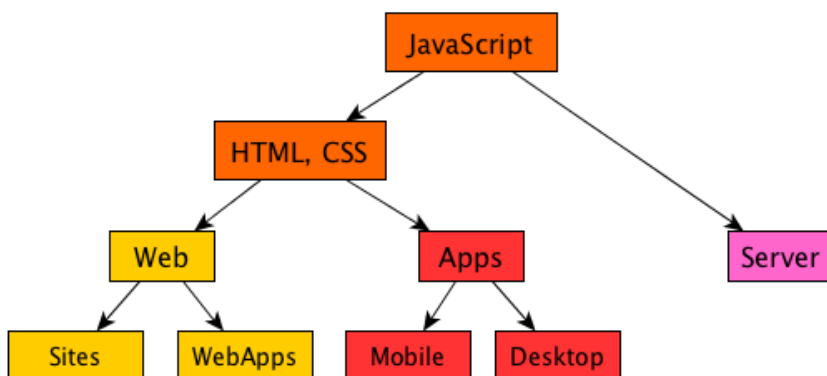 JavaScript
HTML, CSS
Web
Apps
Server
Sites
WebApps
Mobile
Desktop